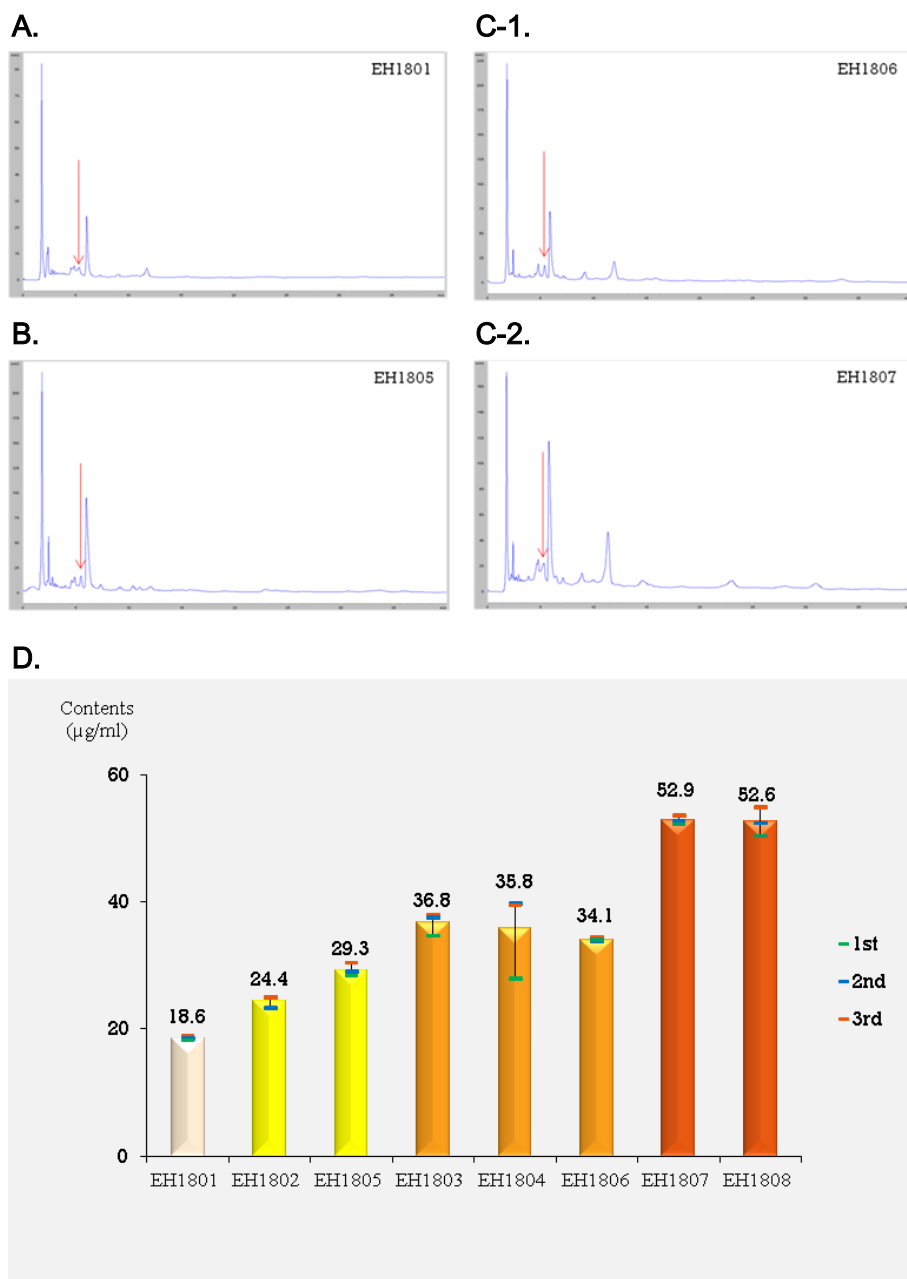 A.
EH1801
C-1.
EH1806
B.
EH1805
C-2.
EH1807
D.
Contents
(µg/ml)
60
40
20
0
18.6
24.4
29.3
36.8
35.8
34.1
52.9
52.6
1st
2nd
3rd
EH1801 EH1802 EH1805 EH1803 EH1804 EH1806 EH1807 EH1808